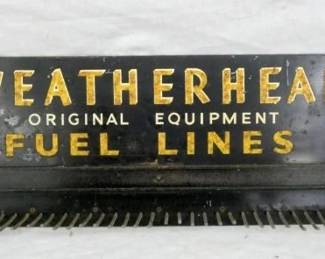 WEATHERHEA
ORIGINAL EQUIPMENT
FUEL LINES